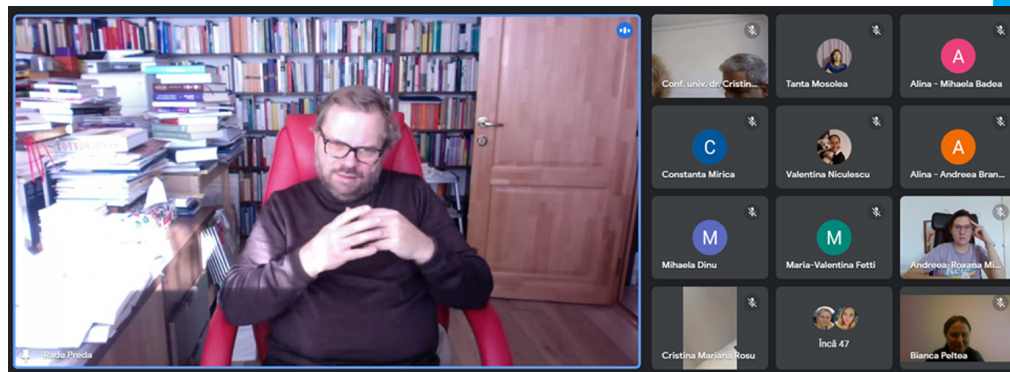 Radu Preda
Conf. univ. dr. Cristin...
Tanta Mosolea
A
Alina - Mihaela Badea
C
Constanta Mirica
Valentina Niculescu
A
Alina - Andreea Bran...
M
Mihaela Dinu
M
Maria-Valentina Fetti
Andreea-Roxana Mi...
Cristina Mariana Rosu
Încă 47
Bianca Peltea